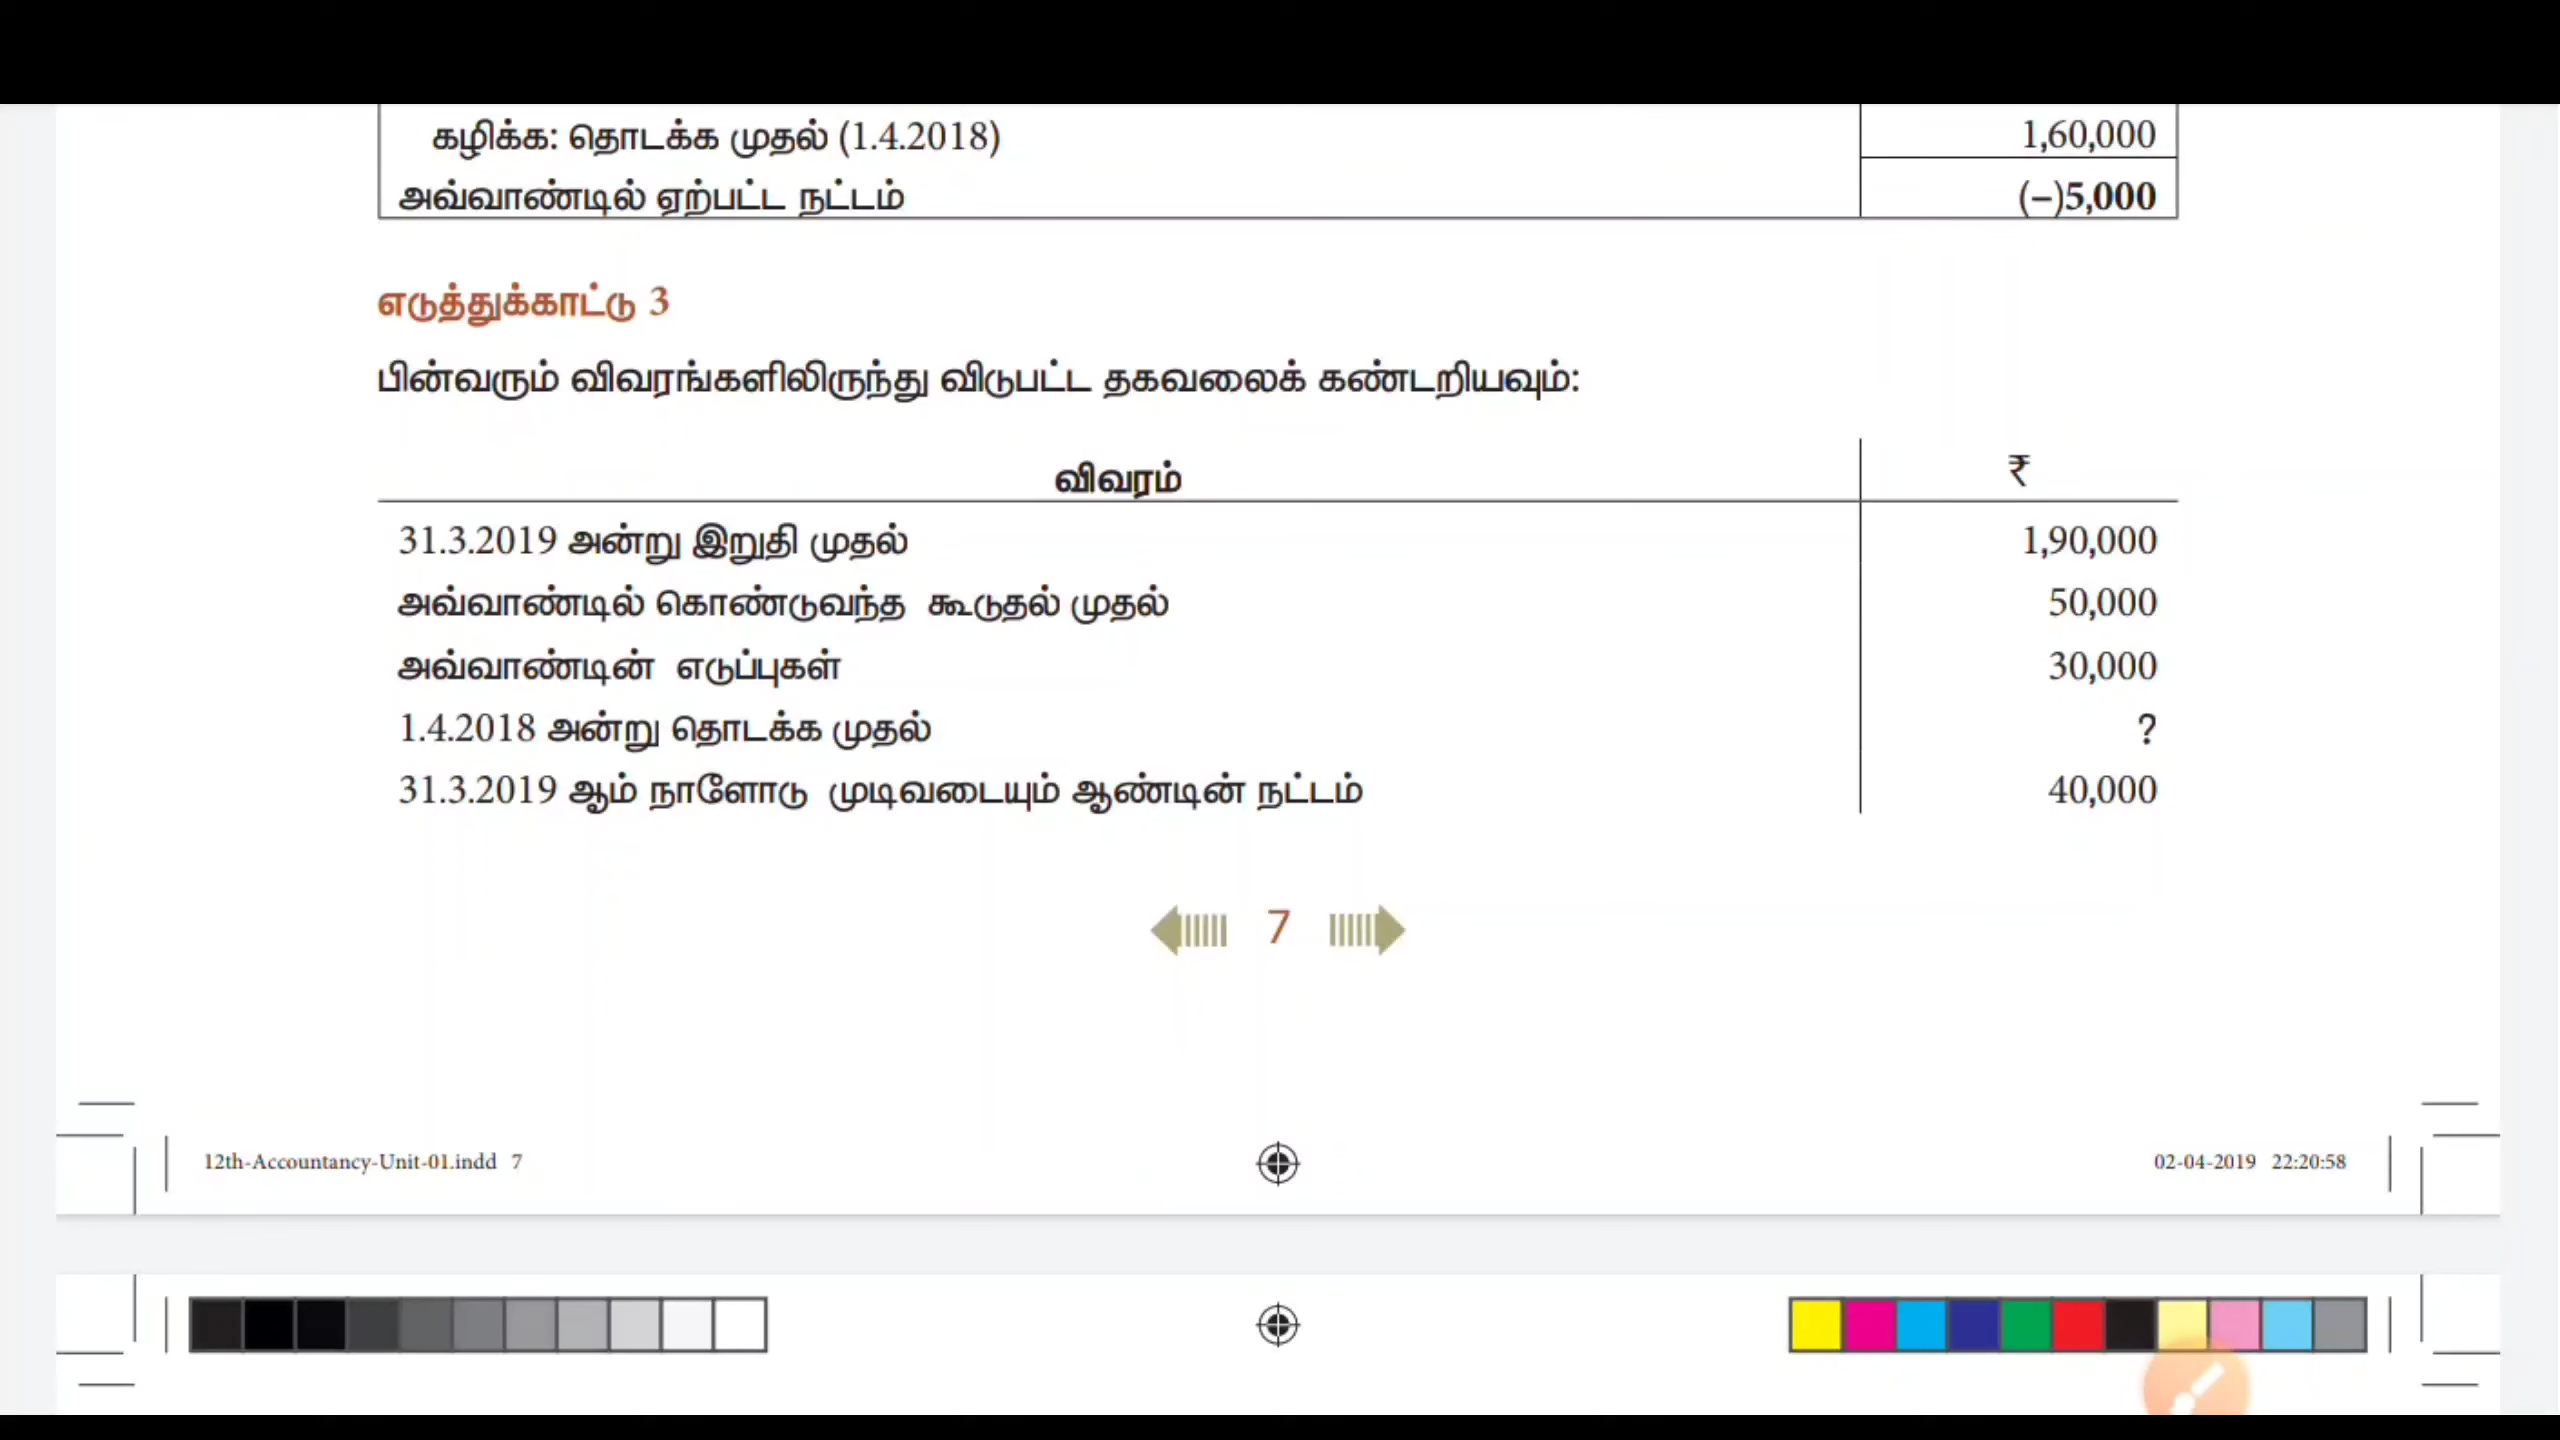 கழிக்க: தொடக்க முதல் (1.4.2018) 1,60,000
அவ்வாண்டில் ஏற்பட்ட நட்டம் (–)5,000
எடுத்துக்காட்டு 3
பின்வரும் விவரங்களிலிருந்து விடுபட்ட தகவலைக் கண்டறியவும்:
விவரம் ₹
31.3.2019 அன்று இறுதி முதல் 1,90,000
அவ்வாண்டில் கொண்டுவந்த கூடுதல் முதல் 50,000
அவ்வாண்டின் எடுப்புகள் 30,000
1.4.2018 அன்று தொடக்க முதல் ?
31.3.2019 ஆம் நாளோடு முடிவடையும் ஆண்டின் நட்டம் 40,000
7
12th-Accountancy-Unit-01.indd 7 02-04-2019 22:20:58